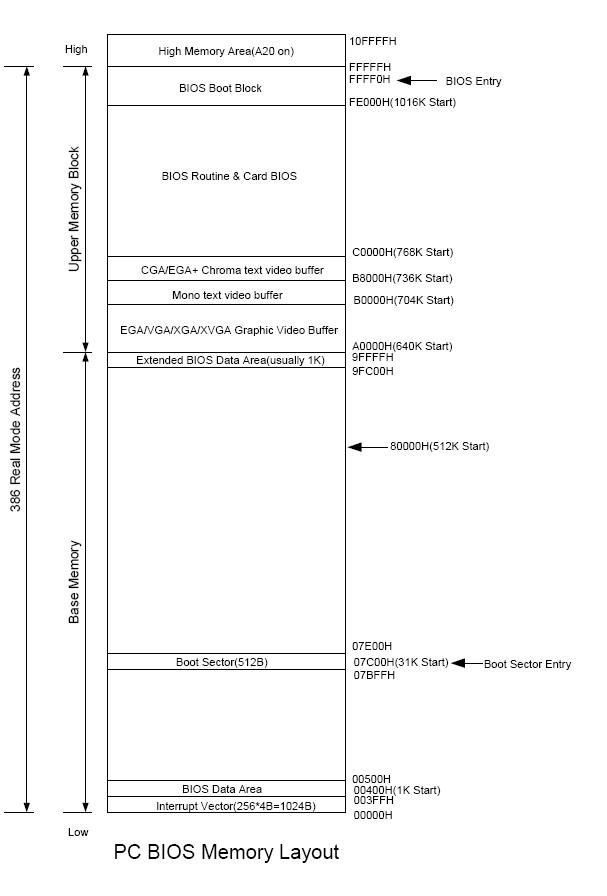 High
High Memory Area(A20 on)
10FFFFH
FFFFFH
FFFF0H
BIOS Entry
BIOS Boot Block
FE000H(1016K Start)
Upper Memory Block
BIOS Routine & Card BIOS
C0000H(768K Start)
CGA/EGA+ Chroma text video buffer
B8000H(736K Start)
Mono text video buffer
B0000H(704K Start)
EGA/VGA/XGA/XVGA Graphic Video Buffer
A0000H(640K Start)
9FFFFH
Extended BIOS Data Area(usually 1K)
9FC00H
386 Real Mode Address
80000H(512K Start)
Base Memory
07E00H
Boot Sector(512B)
07C00H(31K Start)
Boot Sector Entry
07BFFH
00500H
BIOS Data Area
00400H(1K Start)
003FFH
Interrupt Vector(256*4B=1024B)
00000H
Low
PC BIOS Memory Layout